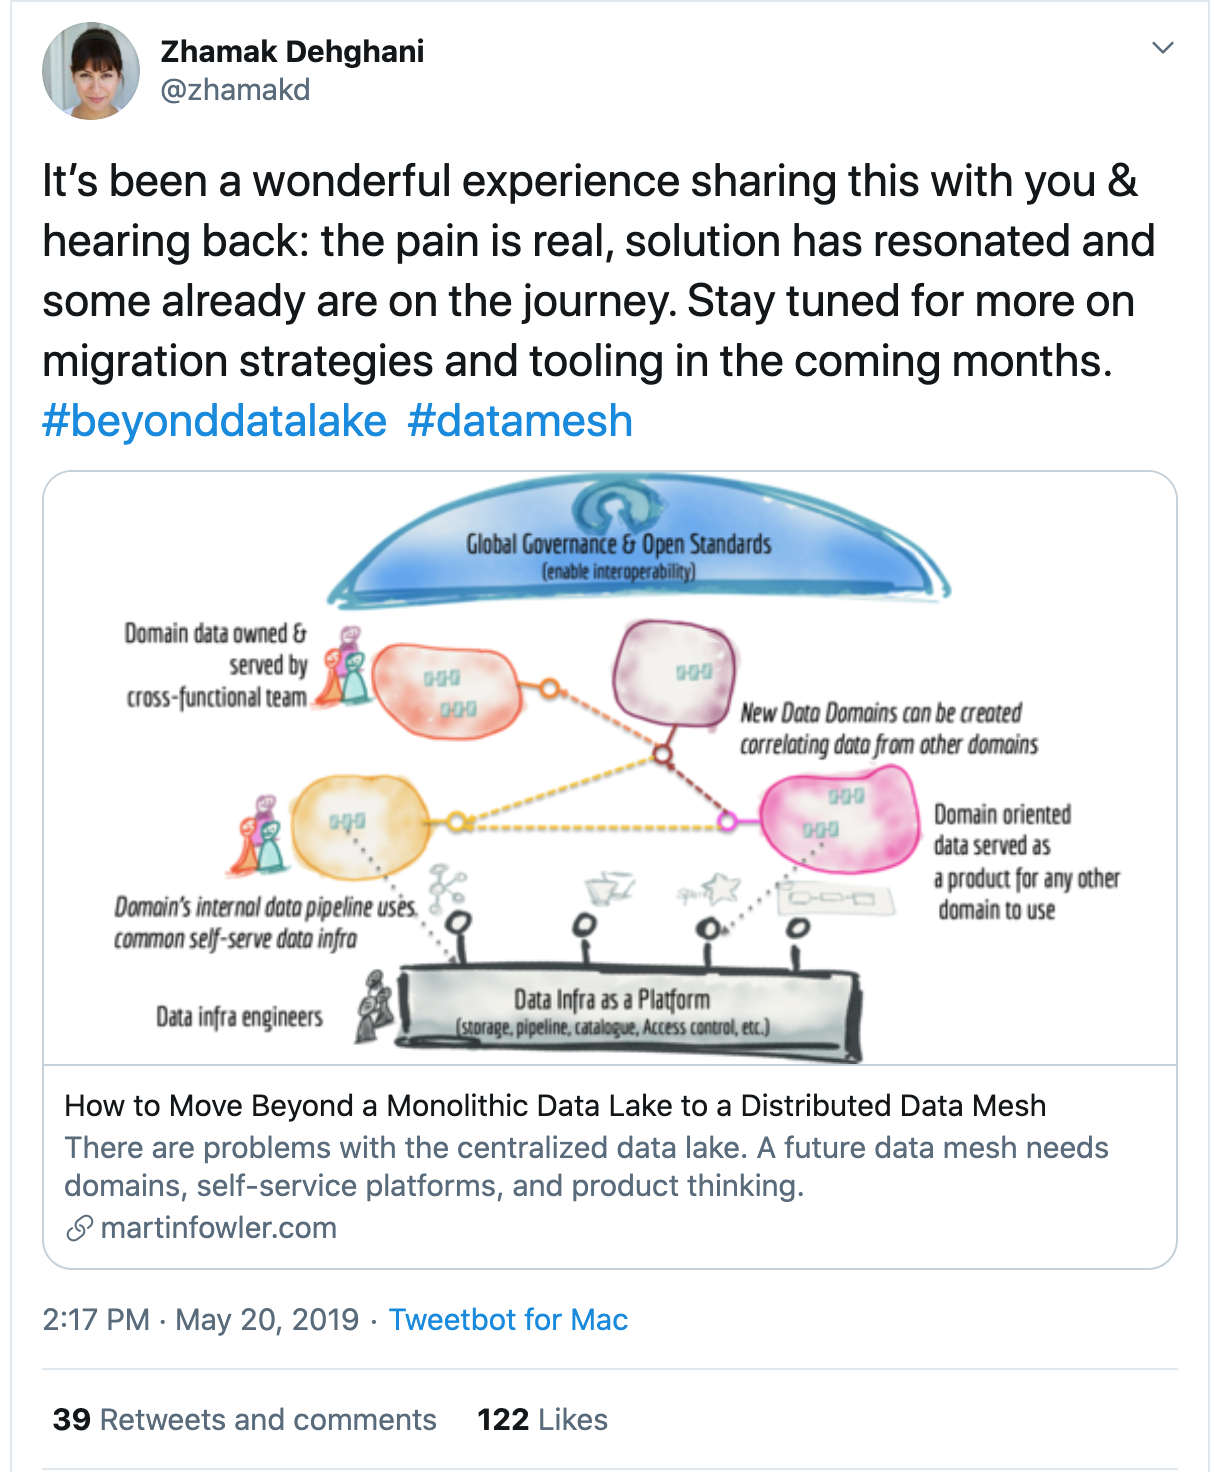 Zhamak Dehghani
@zhamakd
It's been a wonderful experience sharing this with you &
hearing back: the pain is real, solution has resonated and
some already are on the journey. Stay tuned for more on
migration strategies and tooling in the coming months.
#beyonddatalake #datamesh
Global Governance & Open Standards
(enable interoperability)
Domain data owned &
served by
cross-functional team
New Data Domains can be created
correlating data from other domains
Domain oriented
data served as
a product for any other
domain to use
Domain's internal data pipeline uses
common self-serve data infra
Data infra engineers
Data Infra as a Platform
(storage, pipeline, catalogue, Access control, etc.)
How to Move Beyond a Monolithic Data Lake to a Distributed Data Mesh
There are problems with the centralized data lake. A future data mesh needs
domains, self-service platforms, and product thinking.
martinfowler.com
2:17 PM · May 20, 2019 · Tweetbot for Mac
39 Retweets and comments 122 Likes